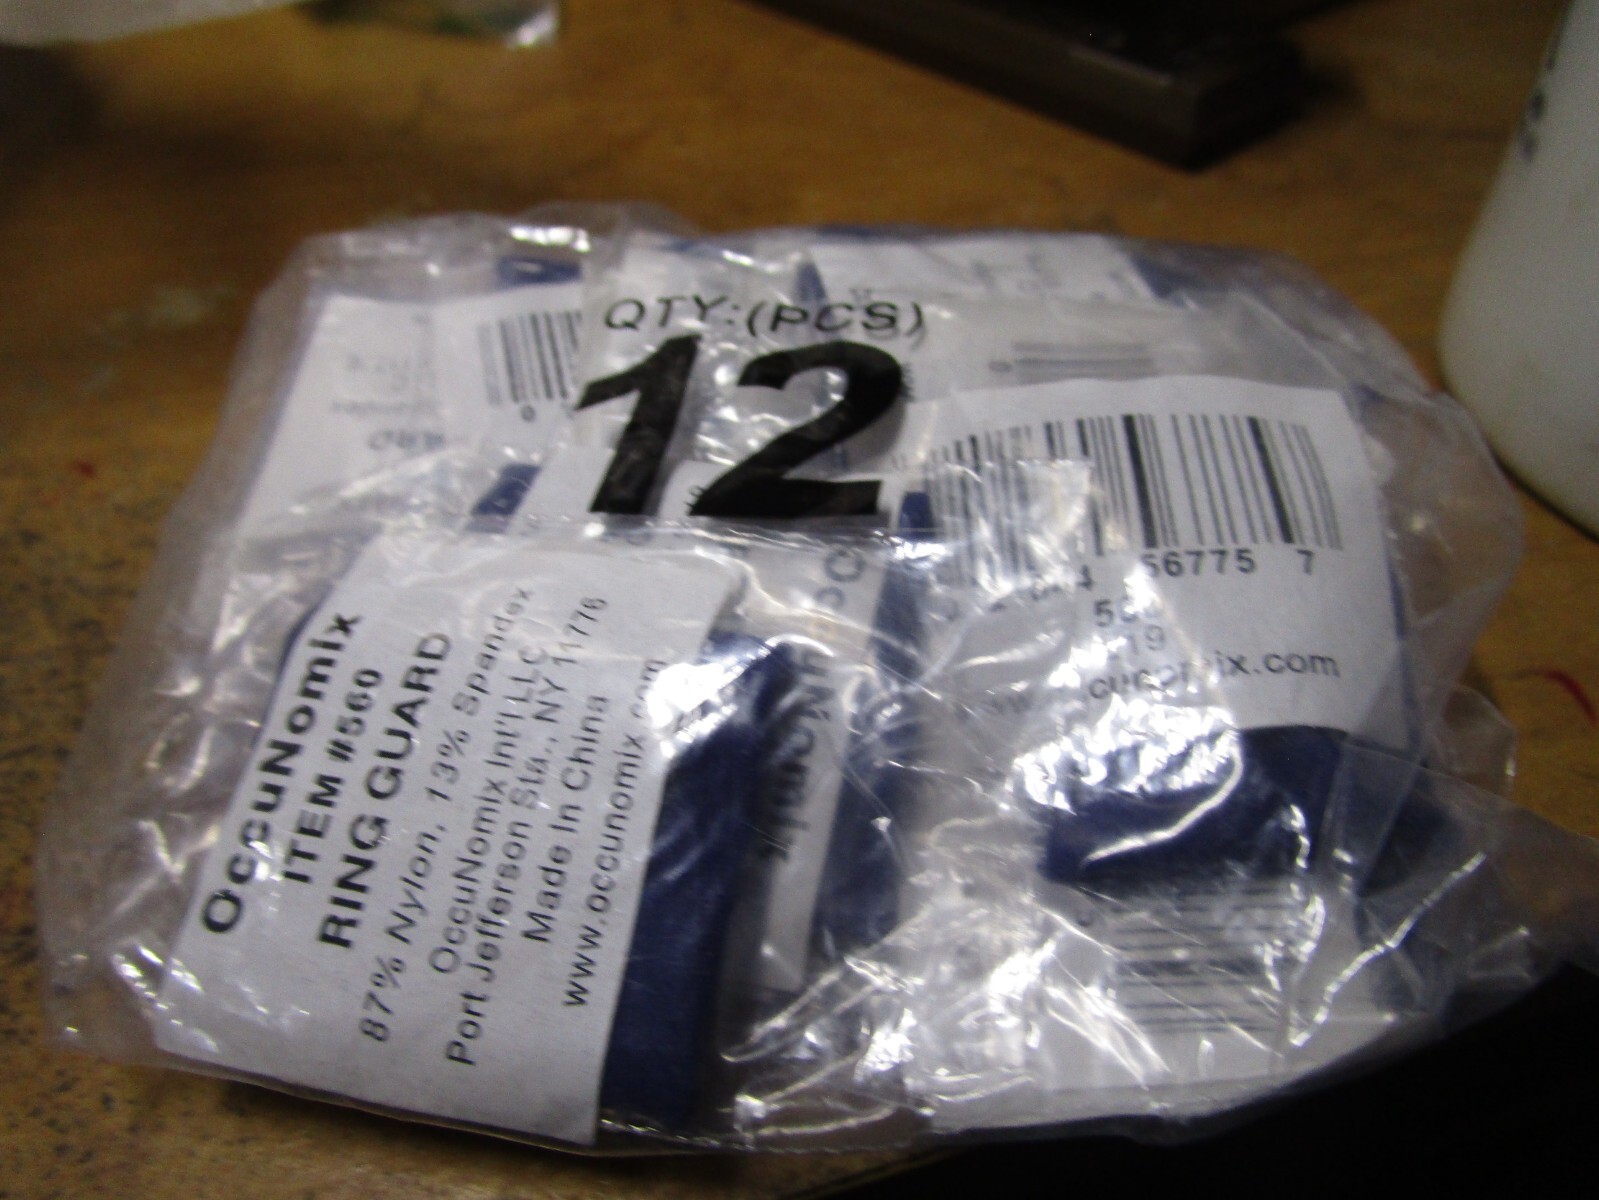 QTY:(PCS)
12
OccuNomix
ITEM #560
RING GUARD
87% Nylon, 13% Spandex
OccuNomix Int'l LLC
Port Jefferson Sta., NY 11776
Made In China
www.occunomix.com
56775 7